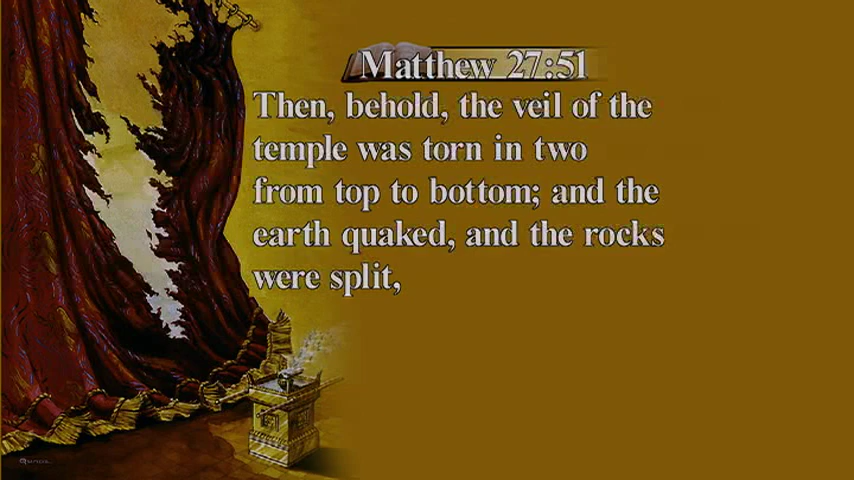 Matthew 27:51
Then, behold, the veil of the
temple was torn in two
from top to bottom; and the
earth quaked, and the rocks
were split,